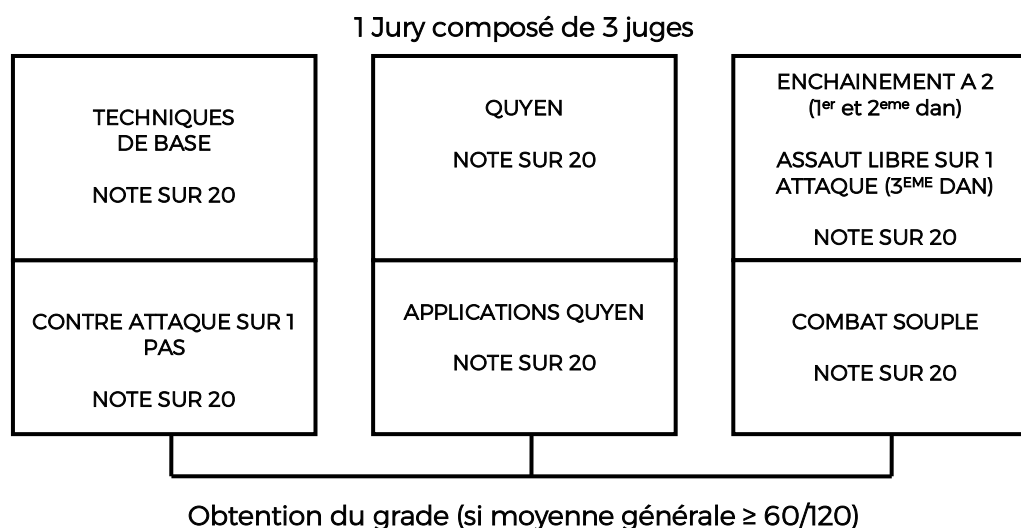 1 Jury composé de 3 juges
TECHNIQUES
DE BASE
NOTE SUR 20
CONTRE ATTAQUE SUR 1
PAS
NOTE SUR 20
QUYEN
NOTE SUR 20
APPLICATIONS QUYEN
NOTE SUR 20
ENCHAINEMENT A 2
(1er et 2eme dan)
ASSAUT LIBRE SUR 1
ATTAQUE (3EME DAN)
NOTE SUR 20
COMBAT SOUPLE
NOTE SUR 20
Obtention du grade (si moyenne générale ≥ 60/120)